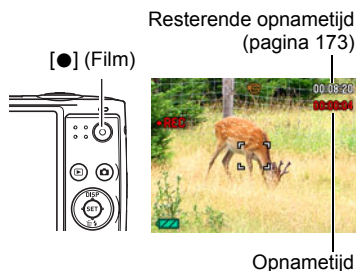 Resterende opnametijd
(pagina 173)
[●] (Film)
00:08:20
00:00:04
●REC
DISP
SET
Opnametijd